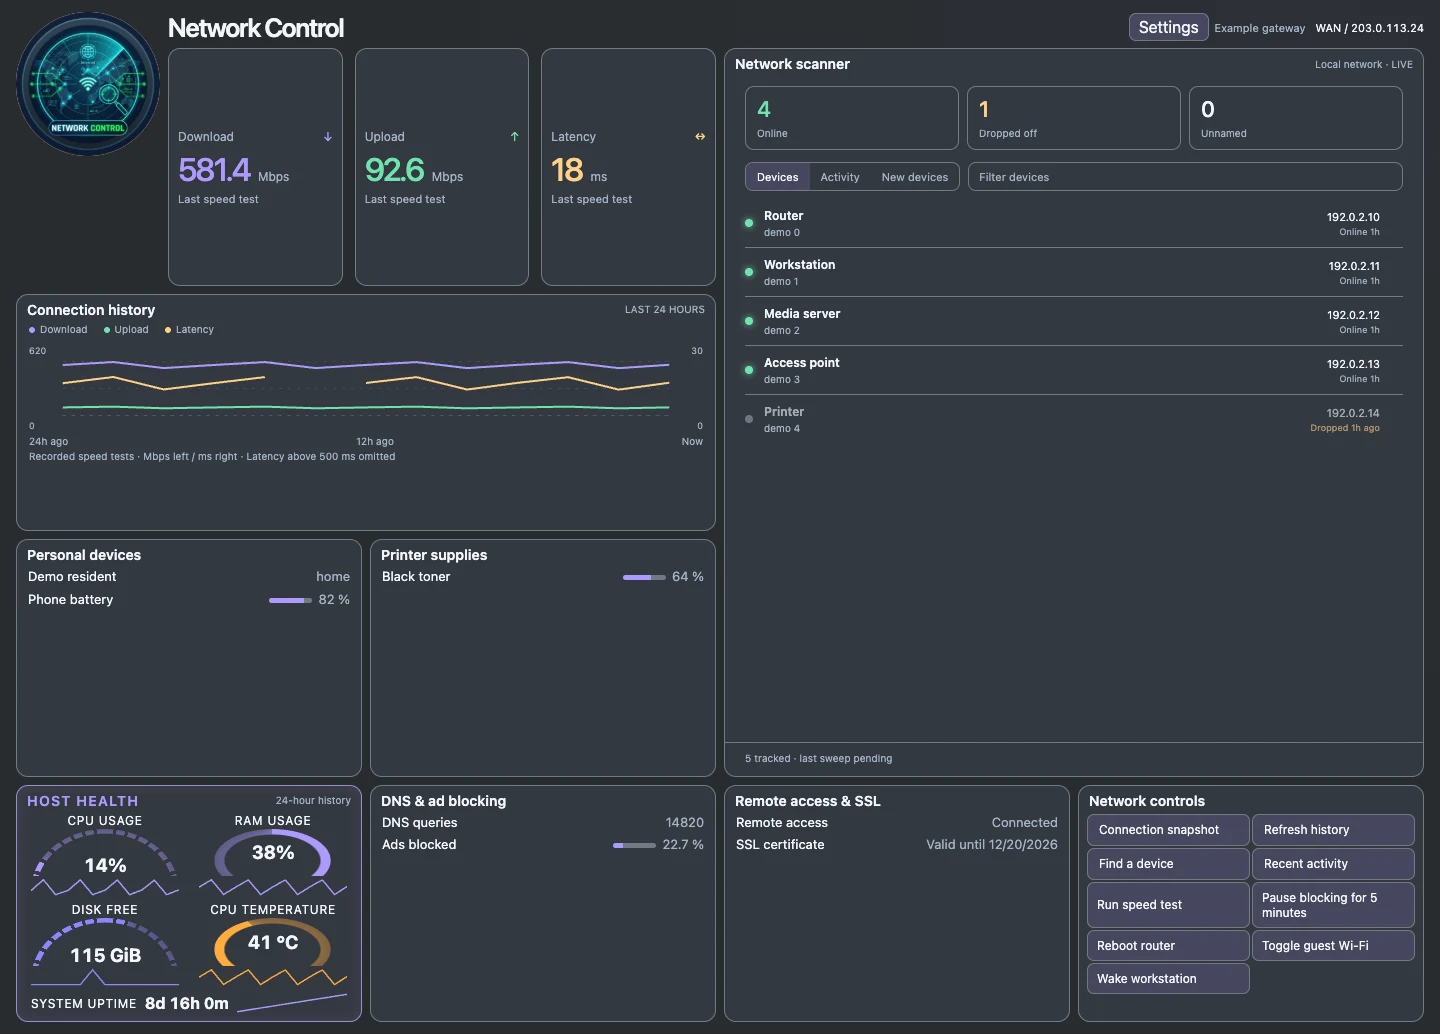 NETWORK CONTROL
Network Control
Settings
Example gateway
WAN / 203.0.113.24
Download
↓
581.4 Mbps
Last speed test
Upload
↑
92.6 Mbps
Last speed test
Latency
↔
18 ms
Last speed test
Network scanner
Local network · LIVE
4
Online
1
Dropped off
0
Unnamed
Devices
Activity
New devices
Filter devices
Router
demo 0
192.0.2.10
Online 1h
Workstation
demo 1
192.0.2.11
Online 1h
Media server
demo 2
192.0.2.12
Online 1h
Access point
demo 3
192.0.2.13
Online 1h
Printer
demo 4
192.0.2.14
Dropped 1h ago
5 tracked · last sweep pending
Connection history
LAST 24 HOURS
Download
Upload
Latency
620
30
0
0
24h ago
12h ago
Now
Recorded speed tests · Mbps left / ms right · Latency above 500 ms omitted
Personal devices
Demo resident
home
Phone battery
82 %
Printer supplies
Black toner
64 %
HOST HEALTH
24-hour history
CPU USAGE
14%
RAM USAGE
38%
DISK FREE
115 GiB
CPU TEMPERATURE
41 °C
SYSTEM UPTIME 8d 16h 0m
DNS & ad blocking
DNS queries
14820
Ads blocked
22.7 %
Remote access & SSL
Remote access
Connected
SSL certificate
Valid until 12/20/2026
Network controls
Connection snapshot
Refresh history
Find a device
Recent activity
Run speed test
Pause blocking for 5
minutes
Reboot router
Toggle guest Wi-Fi
Wake workstation